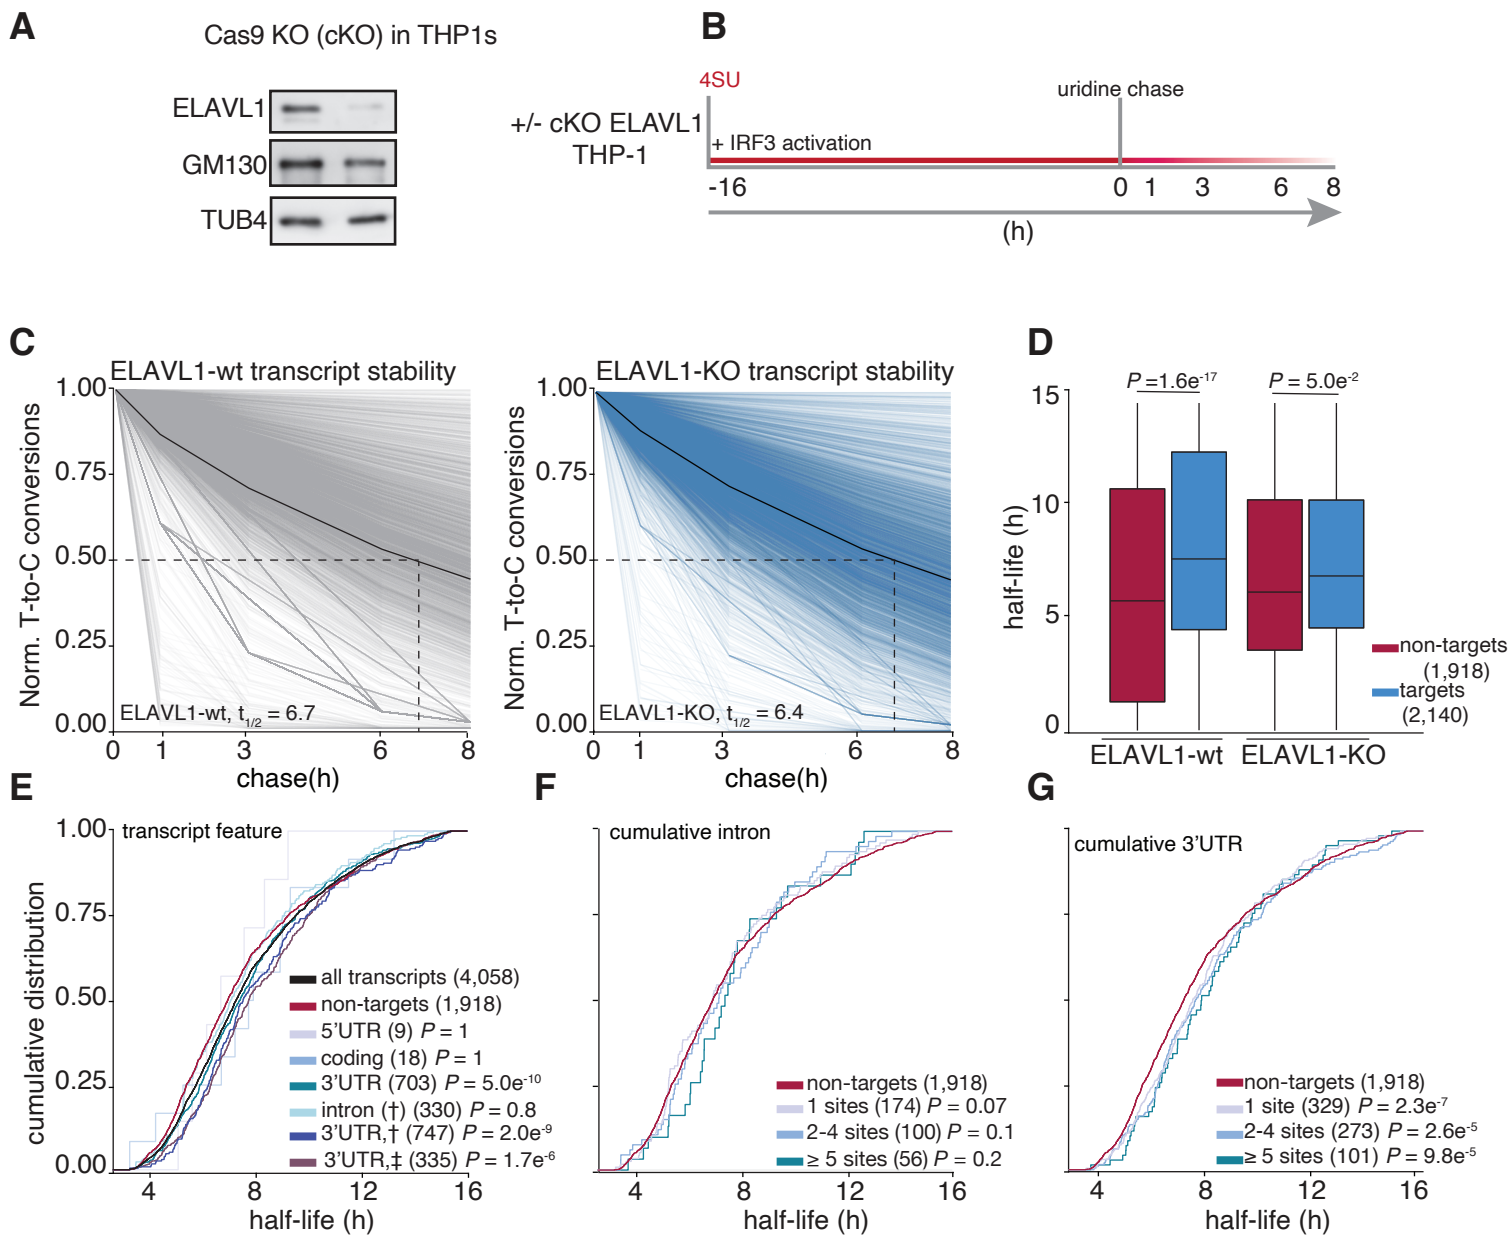 A
Cas9 KO (cKO) in THP1s
ELAVL1
GM130
TUB4
B
4SU
uridine chase
+/- cKO ELAVL1
THP-1
+ IRF3 activation
-16
0
1
3
6
8
(h)
C
ELAVL1-wt transcript stability
1.00
0.75
0.50
0.25
0.00
Norm. T-to-C conversions
ELAVL1-wt, t1/2 = 6.7
0
1
3
6
8
chase(h)
ELAVL1-KO transcript stability
1.00
0.75
0.50
0.25
0.00
Norm. T-to-C conversions
ELAVL1-KO, t1/2 = 6.4
0
1
3
6
8
chase(h)
D
P =1.6e-17
P = 5.0e-2
15
10
5
0
half-life (h)
non-targets
(1,918)
targets
(2,140)
ELAVL1-wt
ELAVL1-KO
E
transcript feature
1.00
0.75
0.50
0.25
0.00
cumulative distribution
all transcripts (4,058)
non-targets (1,918)
5'UTR (9) P = 1
coding (18) P = 1
3'UTR (703) P = 5.0e-10
intron (†) (330) P = 0.8
3'UTR,† (747) P = 2.0e-9
3'UTR,‡ (335) P = 1.7e-6
4
8
12
16
half-life (h)
F
cumulative intron
non-targets (1,918)
1 sites (174) P = 0.07
2-4 sites (100) P = 0.1
≥ 5 sites (56) P = 0.2
4
8
12
16
half-life (h)
G
cumulative 3'UTR
non-targets (1,918)
1 site (329) P = 2.3e-7
2-4 sites (273) P = 2.6e-5
≥ 5 sites (101) P = 9.8e-5
4
8
12
16
half-life (h)